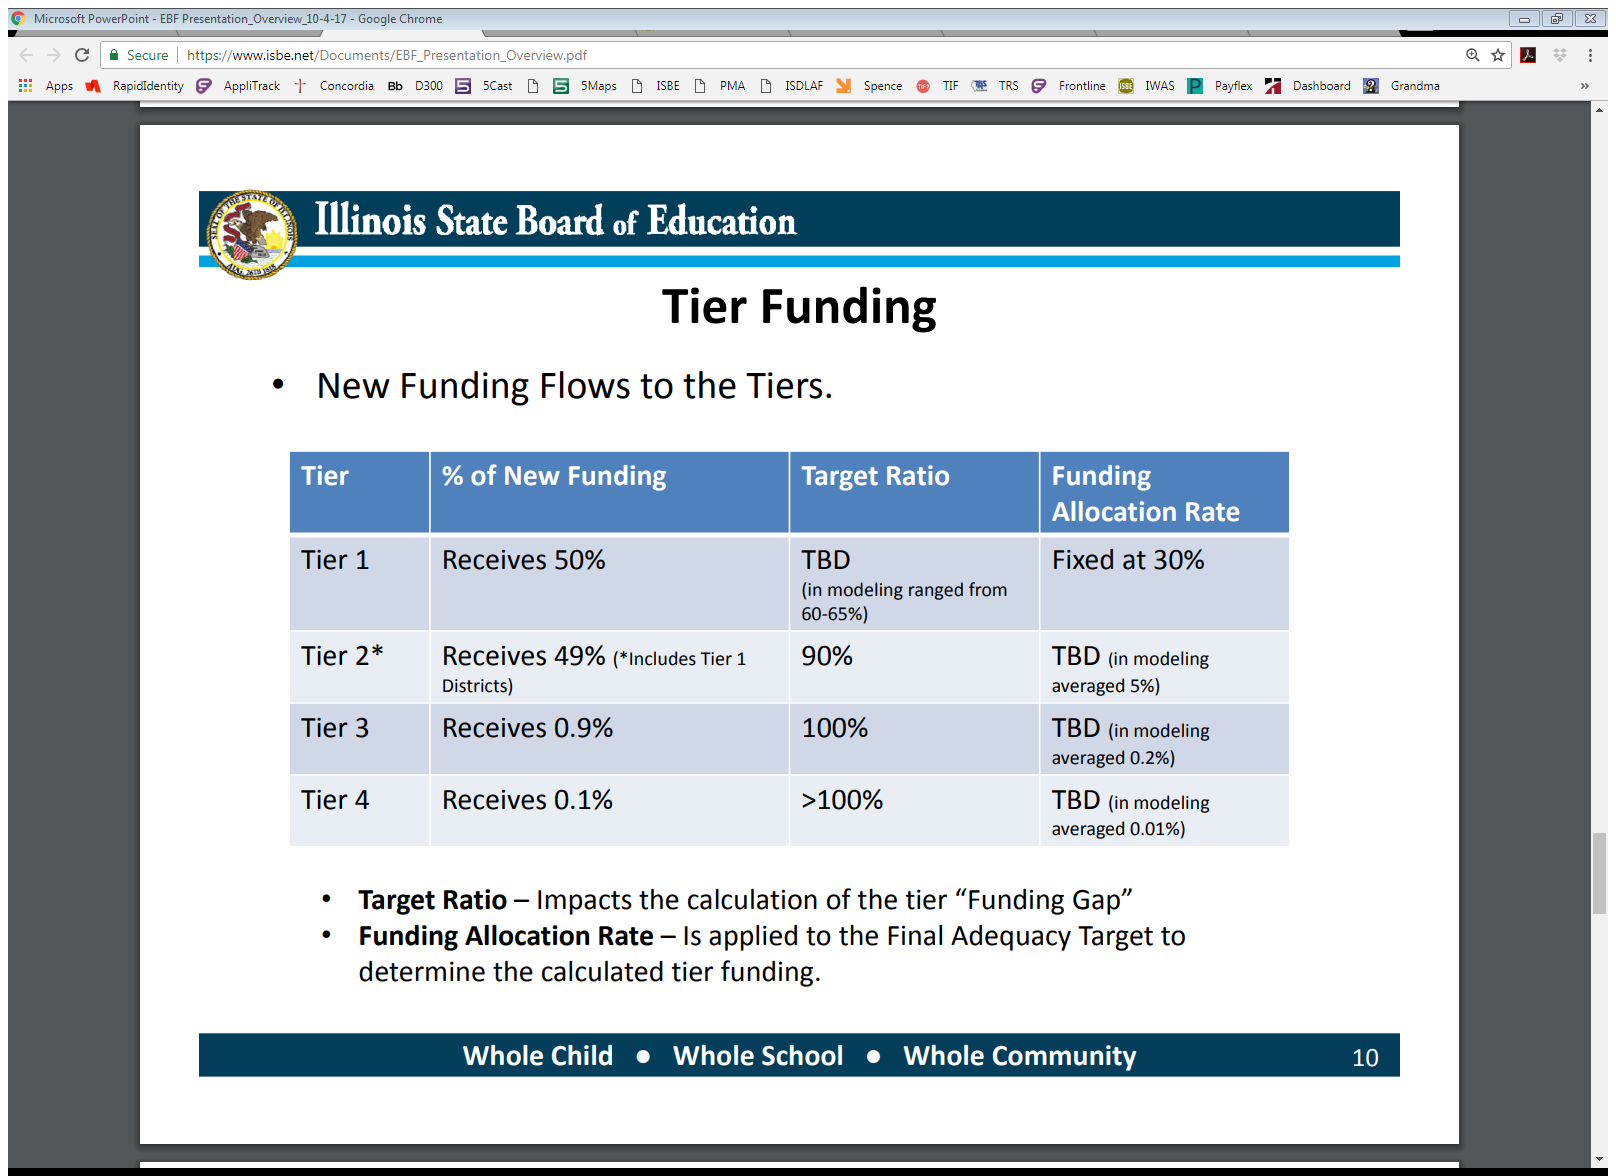 Microsoft PowerPoint - EBF Presentation_Overview_10-4-17 - Google Chrome
Secure https://www.isbe.net/Documents/EBF_Presentation_Overview.pdf
Apps RapidIdentity AppliTrack Concordia Bb D300 5Cast 5Maps ISBE PMA ISDLAF Spence TIF TRS Frontline IWAS Payflex Dashboard Grandma »
Illinois State Board of Education
Tier Funding
• New Funding Flows to the Tiers.
Tier % of New Funding Target Ratio Funding
Allocation Rate
Tier 1 Receives 50% TBD Fixed at 30%
(in modeling ranged from
60-65%)
Tier 2* Receives 49% (*Includes Tier 1 90% TBD (in modeling
Districts) averaged 5%)
Tier 3 Receives 0.9% 100% TBD (in modeling
averaged 0.2%)
Tier 4 Receives 0.1% >100% TBD (in modeling
averaged 0.01%)
• Target Ratio – Impacts the calculation of the tier “Funding Gap”
• Funding Allocation Rate – Is applied to the Final Adequacy Target to
determine the calculated tier funding.
Whole Child ● Whole School ● Whole Community 10